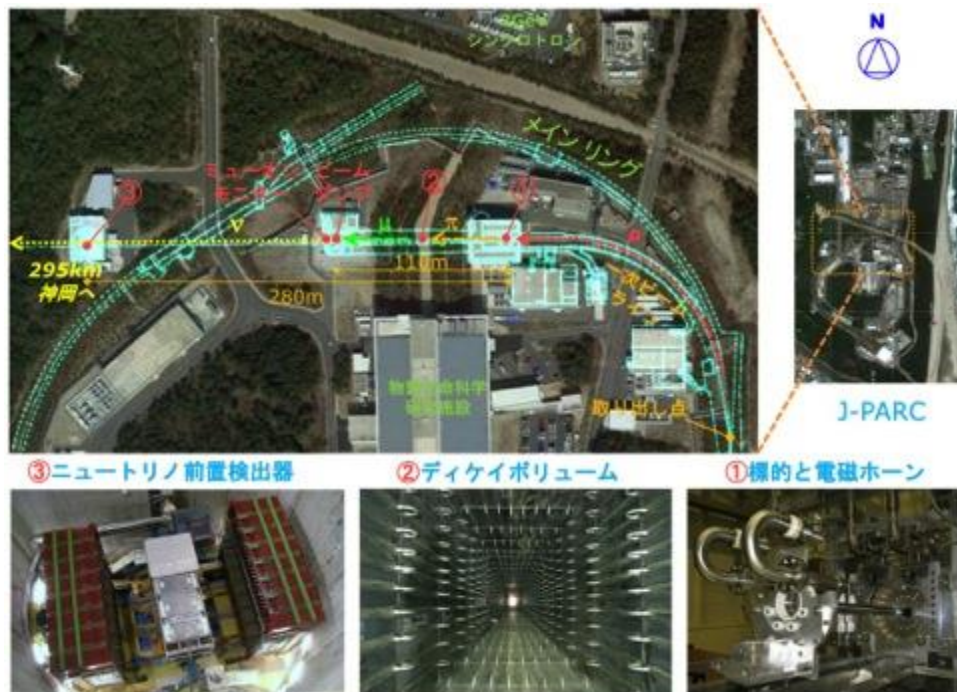 3GeV
シンクロトロン
N
メイン リング
③
ミューオン
モニター
ビーム
ダンプ
②
①
ν
μ
π
p
295km
神岡へ
110m
280m
一次ビーム
ライン
物質生命科学
実験施設
取り出し点
J-PARC
③ニュートリノ前置検出器
②ディケイボリューム
①標的と電磁ホーン